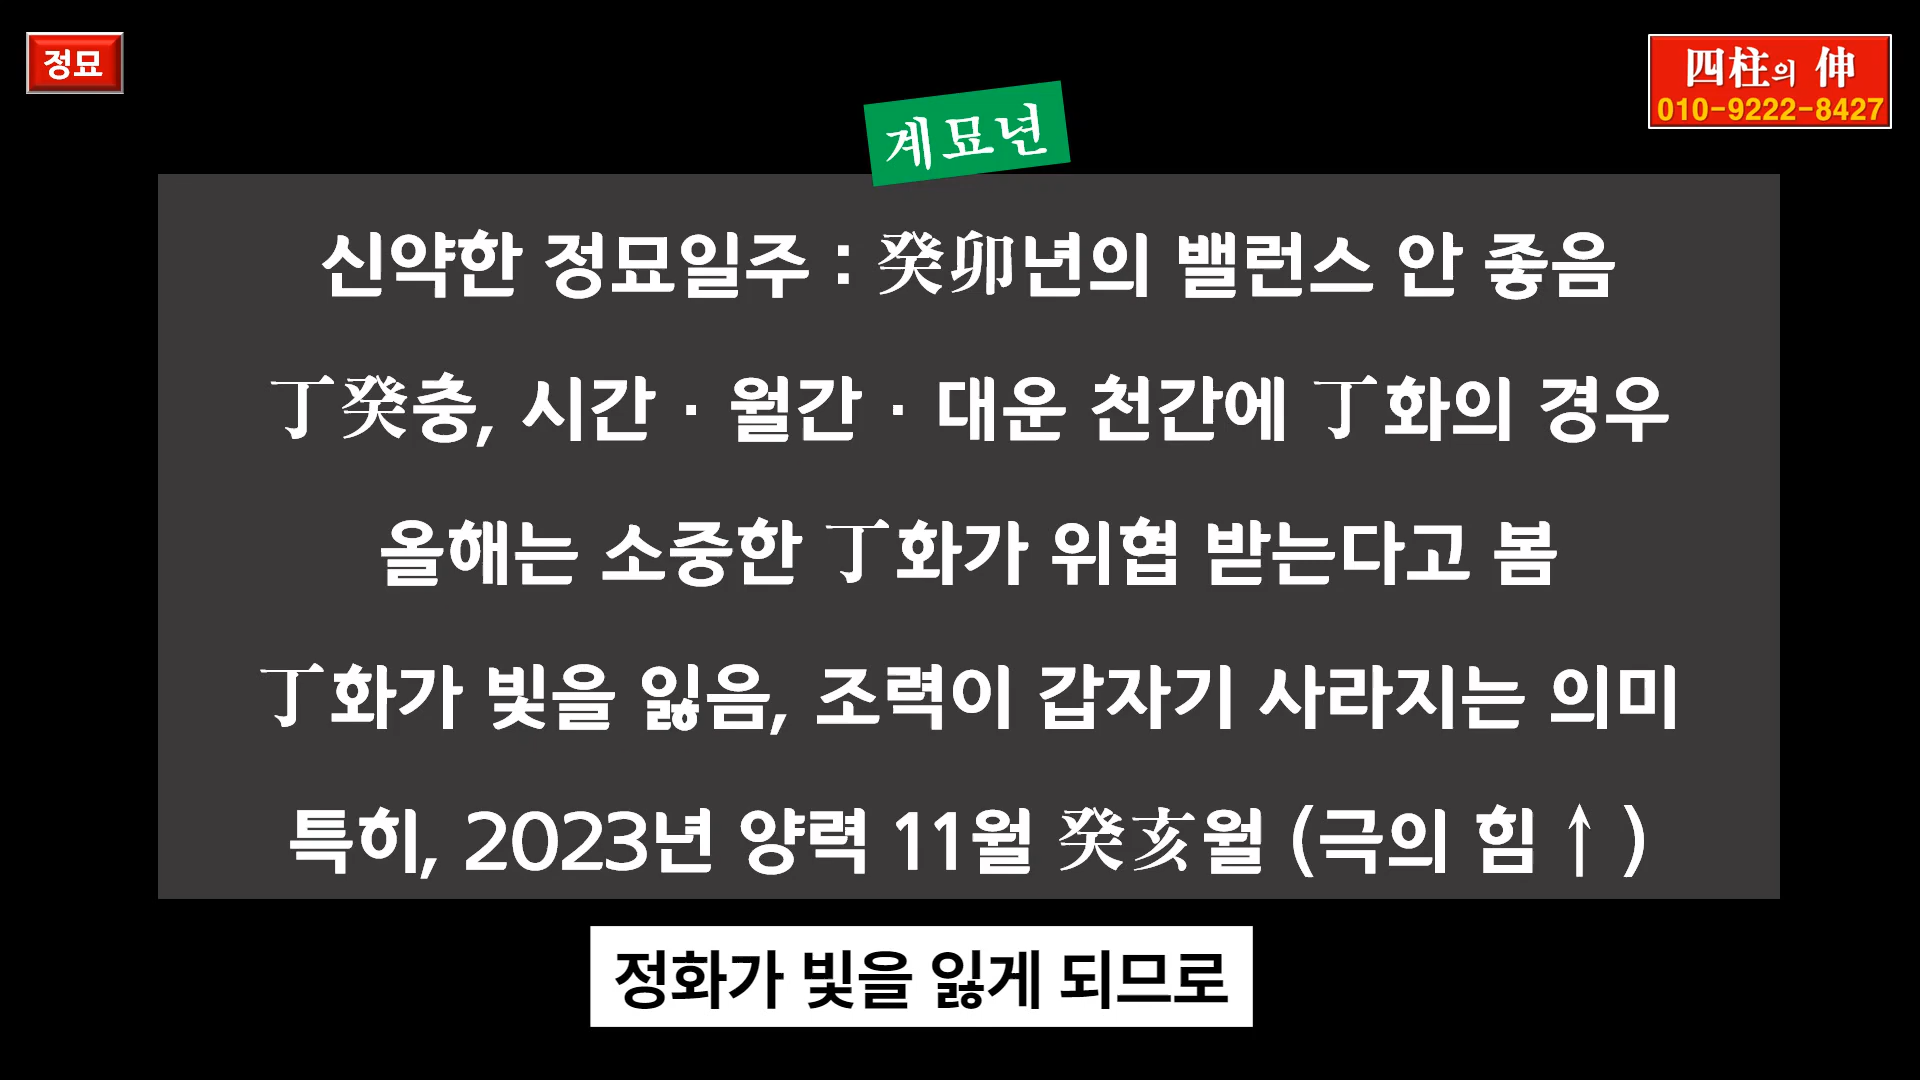 정묘
四柱의 伸
010-9222-8427
계묘년
신약한 정묘일주 : 癸卯년의 밸런스 안 좋음
丁癸충, 시간 · 월간 · 대운 천간에 丁화의 경우
올해는 소중한 丁화가 위협 받는다고 봄
丁화가 빛을 잃음, 조력이 갑자기 사라지는 의미
특히, 2023년 양력 11월 癸亥월 (극의 힘↑)
정화가 빛을 잃게 되므로